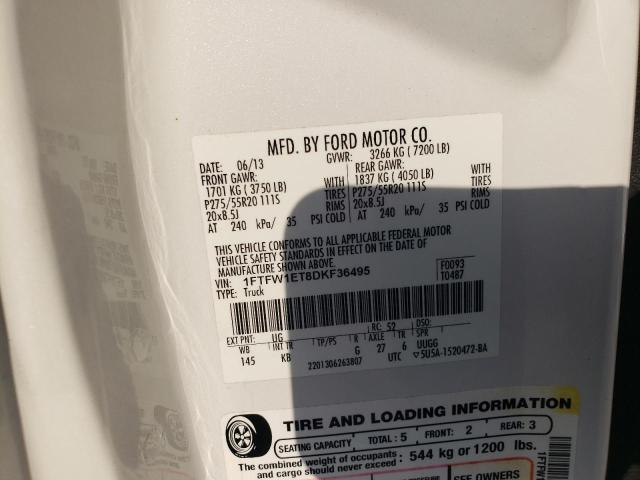 MFD. BY FORD MOTOR CO.
DATE: 06/13 GVWR: 3266 KG ( 7200 LB)
FRONT GAWR: REAR GAWR:
1701 KG ( 3750 LB) WITH 1837 KG ( 4050 LB) WITH
P275/55R20 111S TIRES P275/55R20 111S TIRES
20x8.5J RIMS 20x8.5J RIMS
AT 240 kPa/ 35 PSI COLD AT 240 kPa/ 35 PSI COLD
THIS VEHICLE CONFORMS TO ALL APPLICABLE FEDERAL MOTOR
VEHICLE SAFETY STANDARDS IN EFFECT ON THE DATE OF
MANUFACTURE SHOWN ABOVE.
VIN: 1FTFW1ET8DKF36495 F0093
TYPE: Truck T0487
EXT PNT: UG RC: 52 DSO:
WB INT TR TP/PS R AXLE TR SPR
145 KB G 27 6 UUGG
2201306263807 UTC ▽5U5A-1520472-BA
TIRE AND LOADING INFORMATION
SEATING CAPACITY TOTAL: 5 FRONT: 2 REAR: 3
The combined weight of occupants
and cargo should never exceed : 544 kg or 1200 lbs.
SEE OWNERS